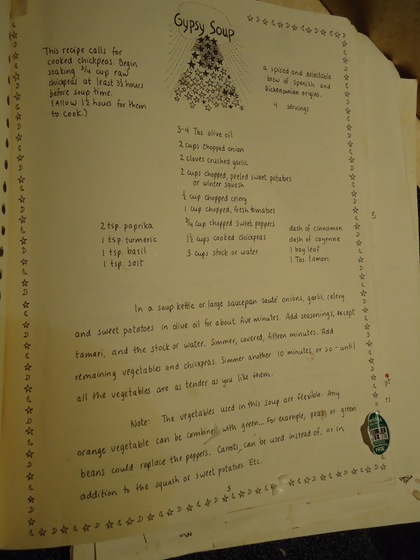 Gypsy Soup
This recipe calls for
cooked chickpeas. Begin
soaking 3/4 cup raw
chickpeas at least 3½ hours
before soup time.
(Allow 1½ hours for them
to cook.)
a spiced and delectable
brew of Spanish and
Dickensonian origins.
4 servings
3-4 Tbs. olive oil
2 cups chopped onion
2 cloves crushed garlic
2 cups chopped, peeled sweet potatoes
or winter squash
½ cup chopped celery
1 cup chopped, fresh tomatoes
3/4 cup chopped sweet peppers
1½ cups cooked chickpeas
3 cups stock or water
2 tsp. paprika
1 tsp. turmeric
1 tsp. basil
1 tsp. salt
dash of cinnamon
dash of cayenne
1 bay leaf
1 Tbs. tamari
In a soup kettle or large saucepan sauté onions, garlic, celery
and sweet potatoes in olive oil for about five minutes. Add seasonings, except
tamari, and the stock or water. Simmer, covered, fifteen minutes. Add
remaining vegetables and chickpeas. Simmer another 10 minutes or so - until
all the vegetables are as tender as you like them.
Note: The vegetables used in this soup are flexible. Any
orange vegetable can be combined with green... For example, peas or green
beans could replace the peppers. Carrots can be used instead of, or in
addition to the squash or sweet potatoes. Etc.
5